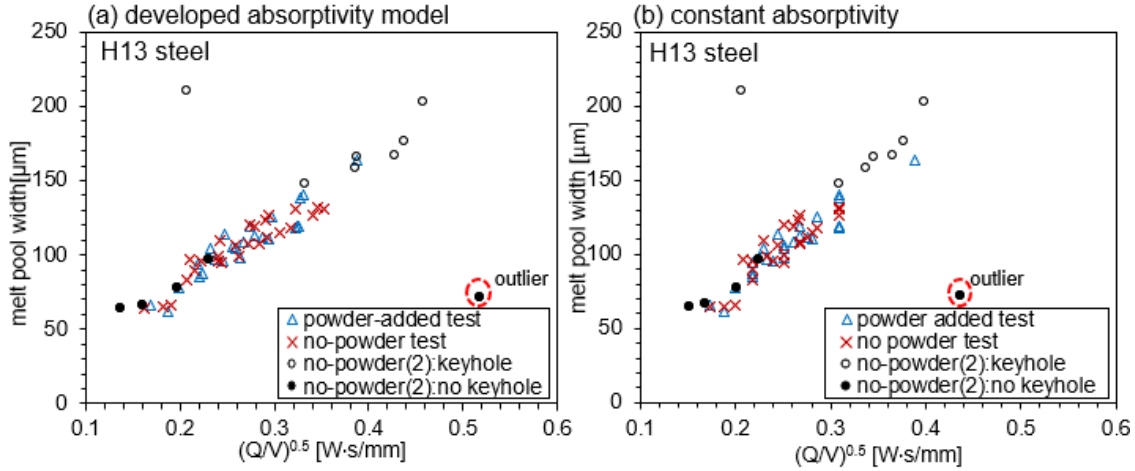 (a) developed absorptivity model
250
200
150
100
50
0
melt pool width[µm]
H13 steel
outlier
powder-added test
no-powder test
no-powder(2):keyhole
no-powder(2):no keyhole
0.1 0.2 0.3 0.4 0.5 0.6
(Q/V)0.5 [W·s/mm]
(b) constant absorptivity
250
200
150
100
50
0
melt pool width [µm]
H13 steel
outlier
powder added test
no powder test
no-powder(2):keyhole
no-powder(2):no keyhole
0.1 0.2 0.3 0.4 0.5 0.6
(Q/V)0.5 [W·s/mm]